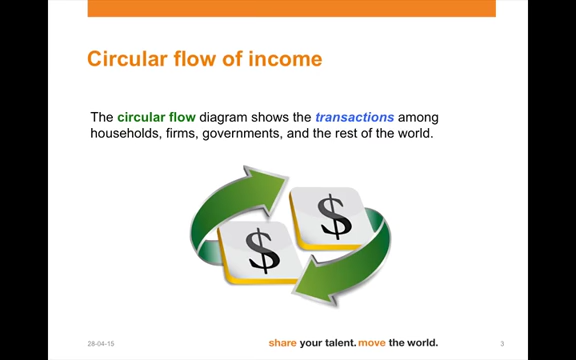 Circular flow of income
The circular flow diagram shows the transactions among
households, firms, governments, and the rest of the world.
$
$
28-04-15
share your talent. move the world.
3